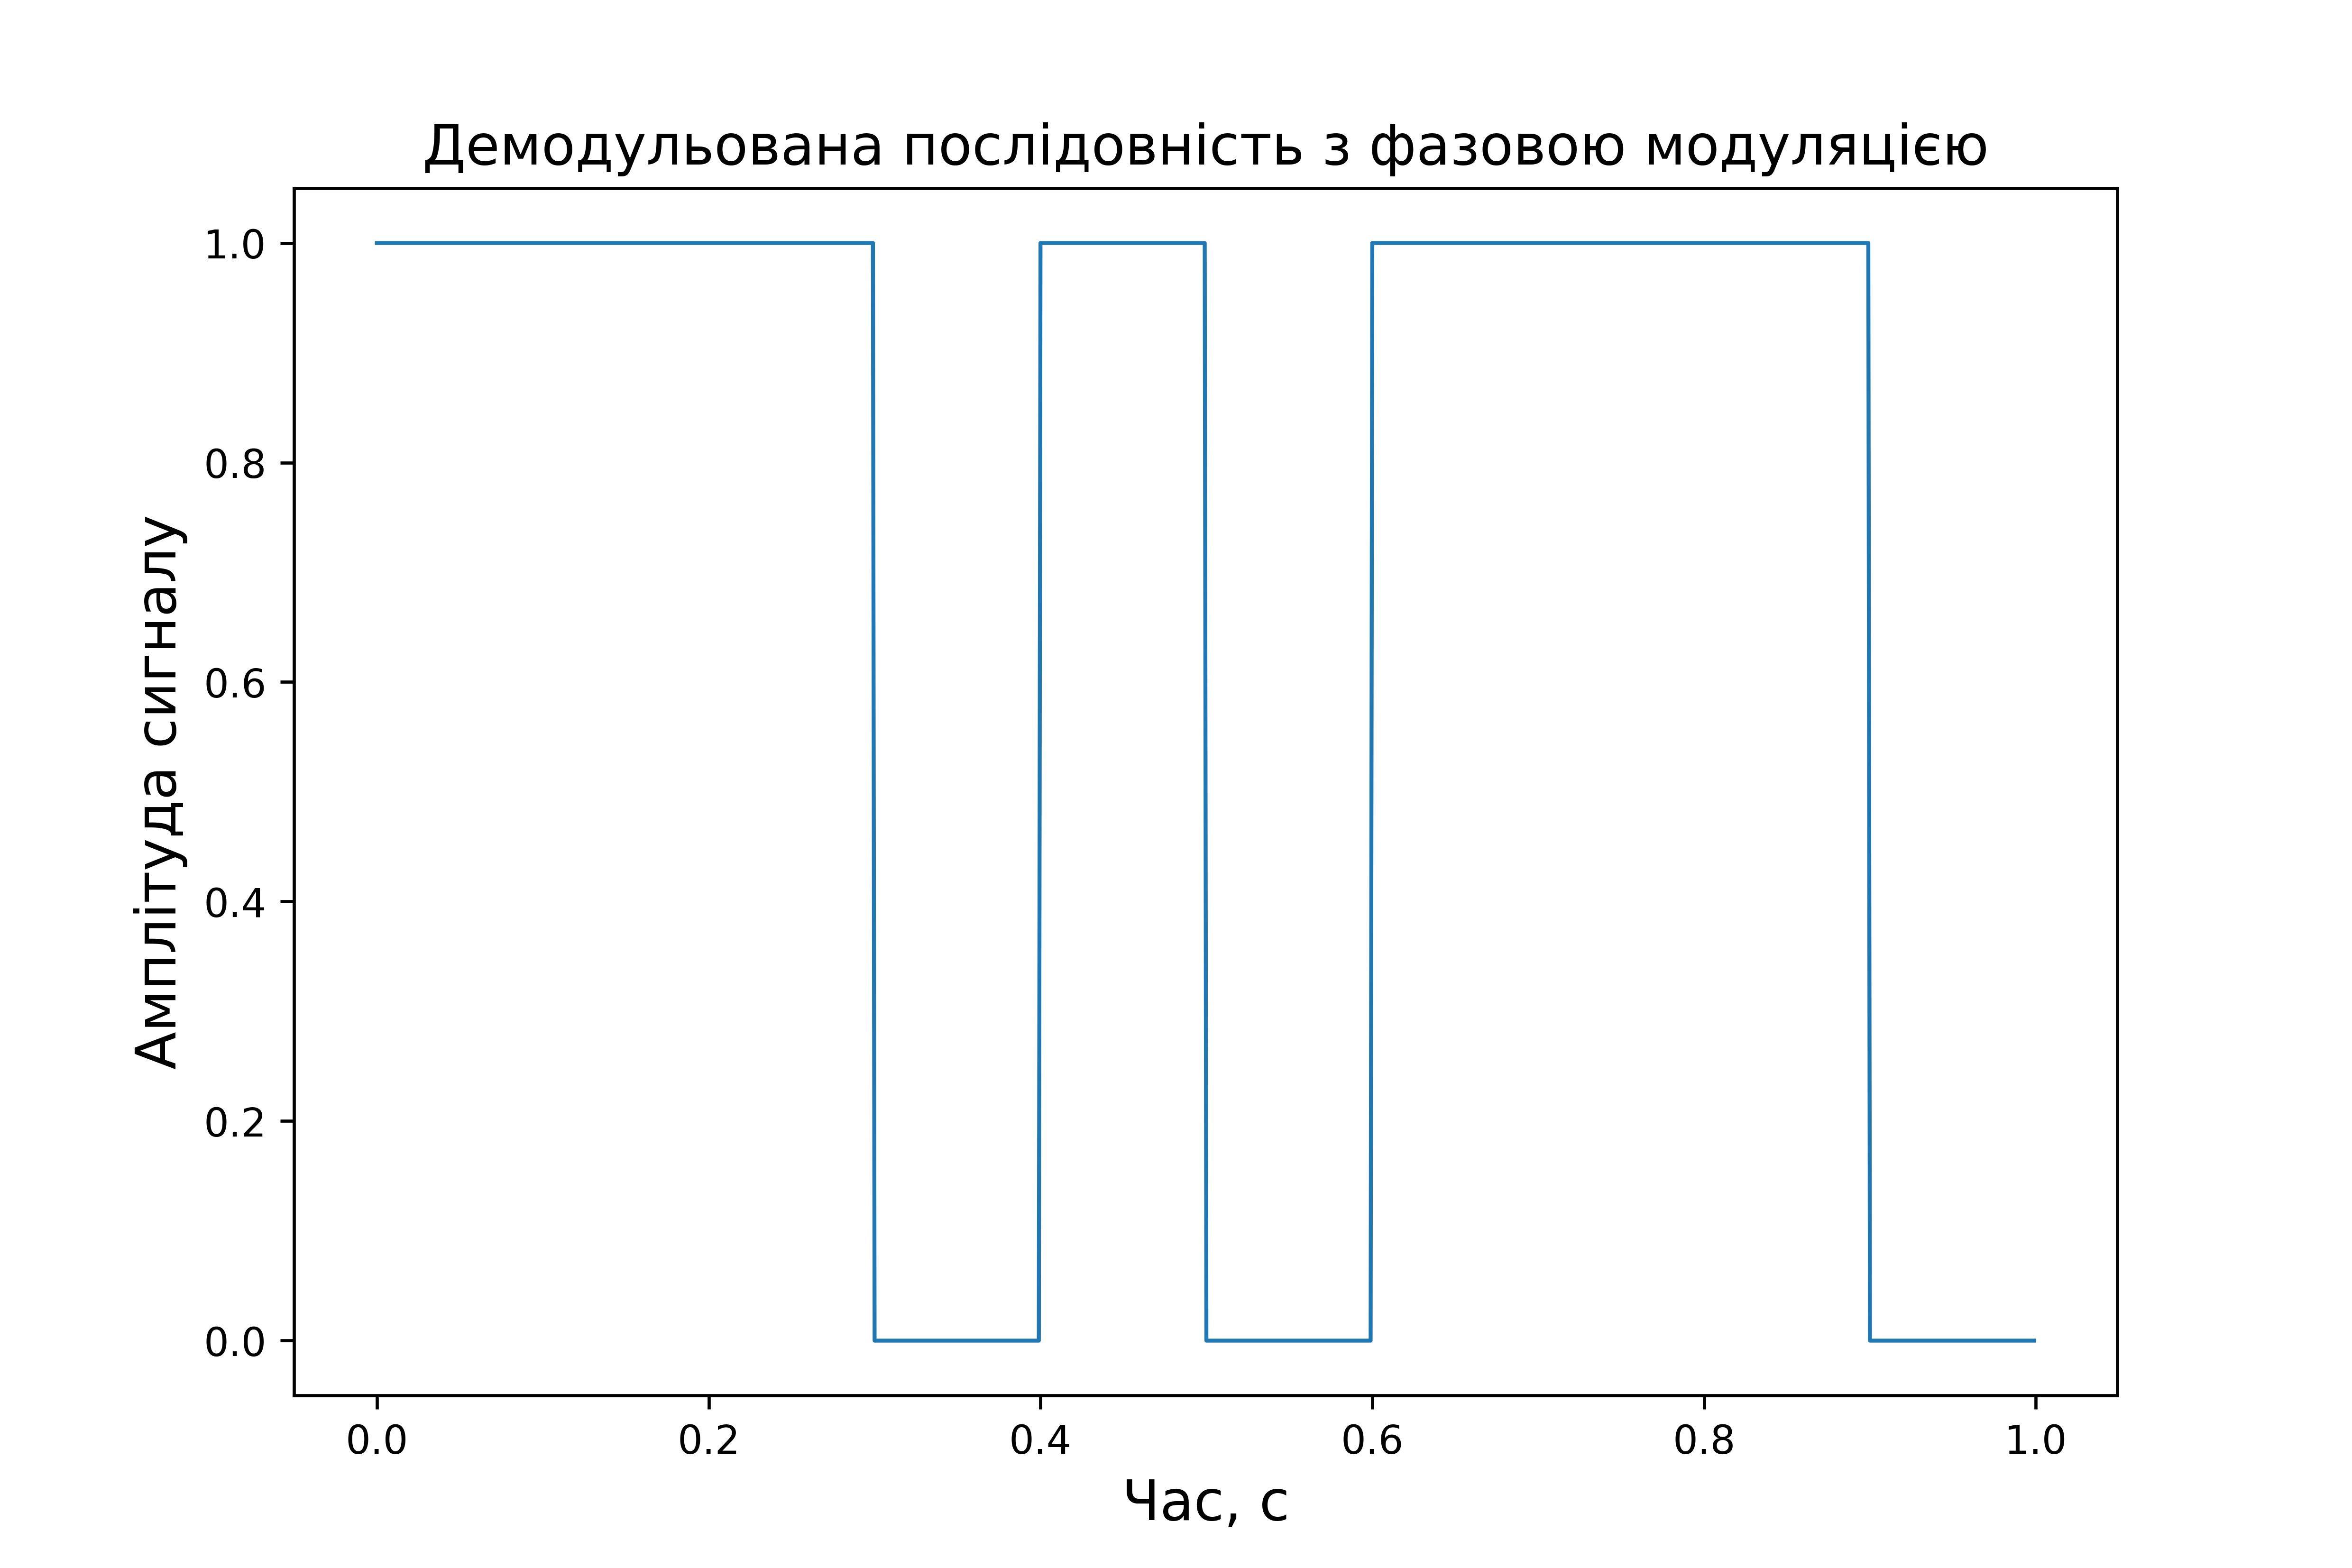 Демодульована послідовність з фазовою модуляцією
1.0
0.8
0.6
0.4
0.2
0.0
Амплітуда сигналу
0.0 0.2 0.4 0.6 0.8 1.0
Час, с